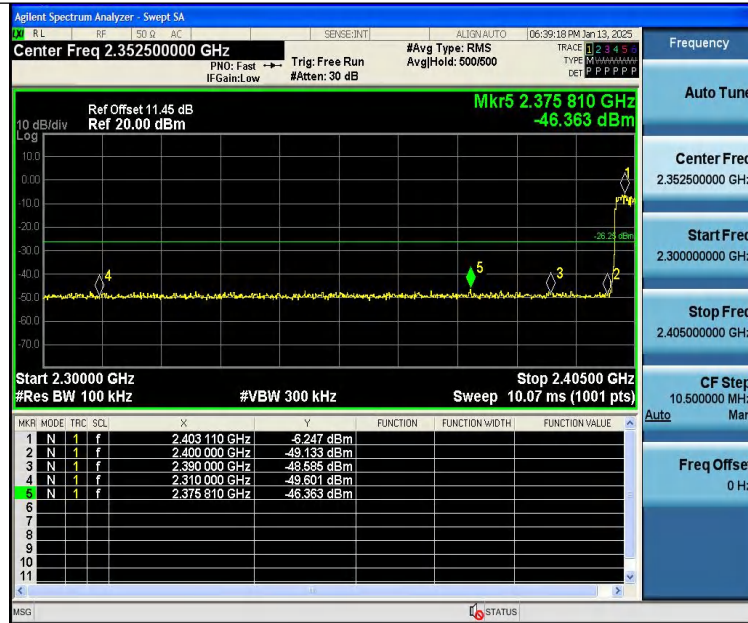 Agilent Spectrum Analyzer - Swept SA
LXI RL RF 50 Ω AC SENSE:INT ALIGN AUTO 06:39:18 PM Jan 13, 2025
Center Freq 2.352500000 GHz #Avg Type: RMS TRACE 1 2 3 4 5 6
PNO: Fast Trig: Free Run Avg|Hold: 500/500 TYPE M W W W W W
IFGain:Low #Atten: 30 dB DET P P P P P P
Ref Offset 11.45 dB Mkr5 2.375 810 GHz
10 dB/div Ref 20.00 dBm -46.363 dBm
Log
10.0
0.00
1
-10.0
-20.0
-26.25 dBm
-30.0
-40.0
4 5 3 2
-50.0
-60.0
-70.0
Start 2.30000 GHz Stop 2.40500 GHz
#Res BW 100 kHz #VBW 300 kHz Sweep 10.07 ms (1001 pts)
MKR MODE TRC SCL X Y FUNCTION FUNCTION WIDTH FUNCTION VALUE
1 N 1 f 2.403 110 GHz -6.247 dBm
2 N 1 f 2.400 000 GHz -49.133 dBm
3 N 1 f 2.390 000 GHz -48.585 dBm
4 N 1 f 2.310 000 GHz -49.601 dBm
5 N 1 f 2.375 810 GHz -46.363 dBm
6
7
8
9
10
11
MSG STATUS
Frequency
Auto Tune
Center Freq
2.352500000 GHz
Start Freq
2.300000000 GHz
Stop Freq
2.405000000 GHz
CF Step
10.500000 MHz
Auto Man
Freq Offset
0 Hz